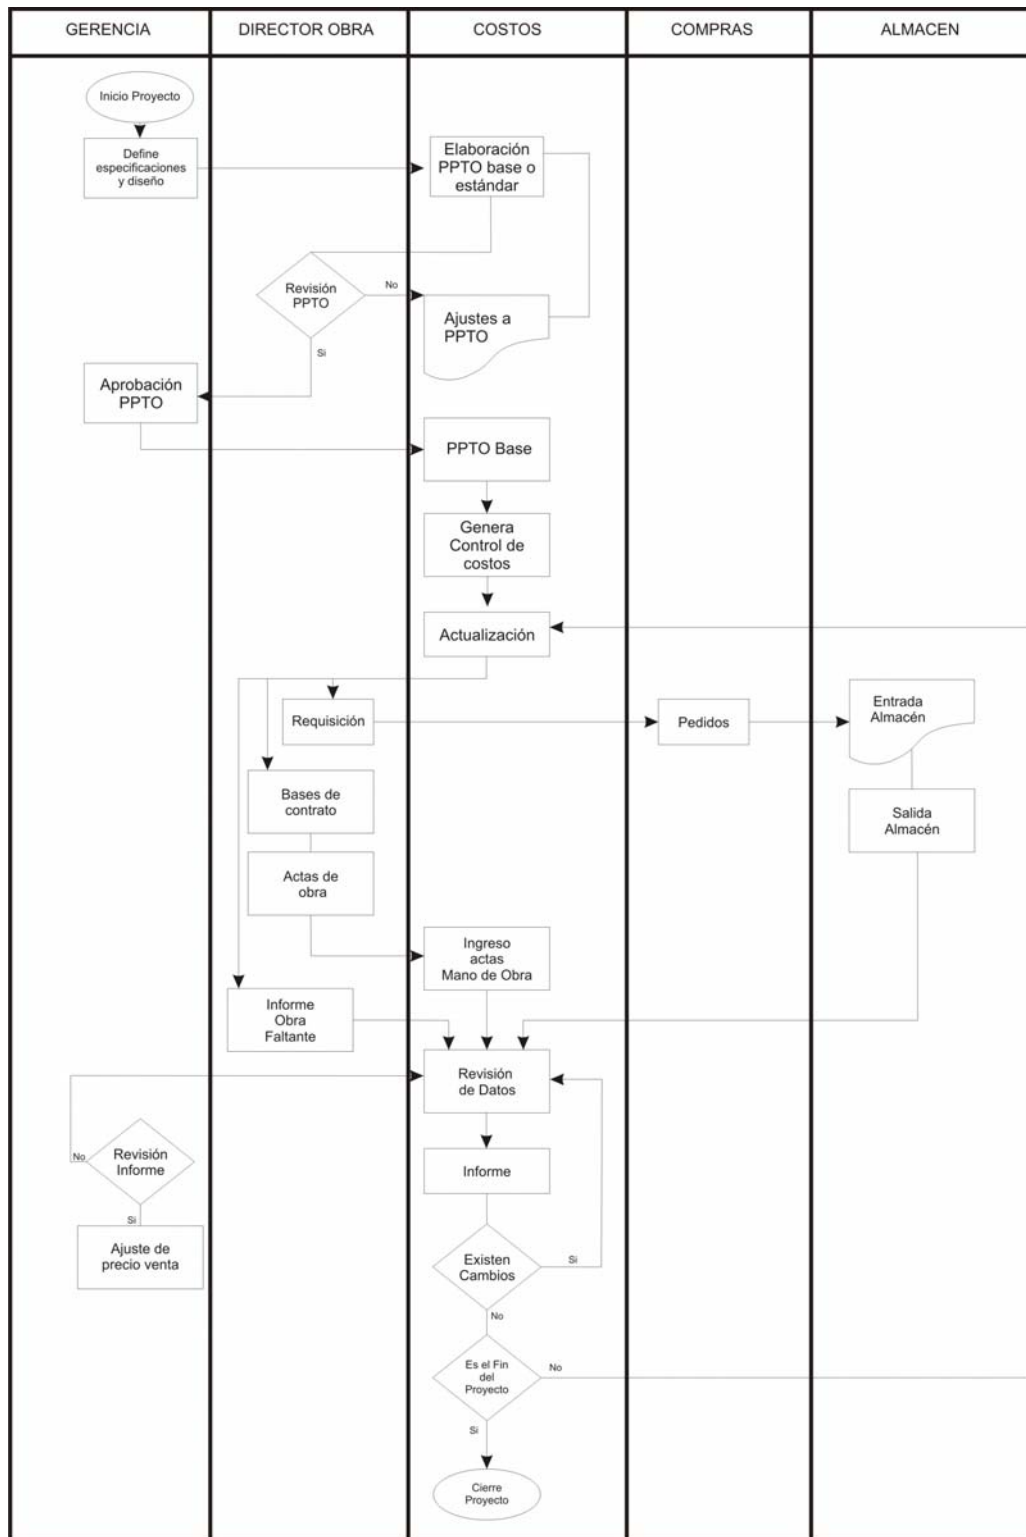 GERENCIA
DIRECTOR OBRA
COSTOS
COMPRAS
ALMACEN
Inicio Proyecto
Define
especificaciones
y diseño
Elaboración
PPTO base o
estándar
Revisión
PPTO
No
Si
Ajustes a
PPTO
Aprobación
PPTO
PPTO Base
Genera
Control de
costos
Actualización
Requisición
Pedidos
Entrada
Almacén
Salida
Almacén
Bases de
contrato
Actas de
obra
Ingreso
actas
Mano de Obra
Informe
Obra
Faltante
Revisión
de Datos
No
Revisión
Informe
Si
Ajuste de
precio venta
Informe
Existen
Cambios
Si
No
Es el Fin
del
Proyecto
No
Si
Cierre
Proyecto